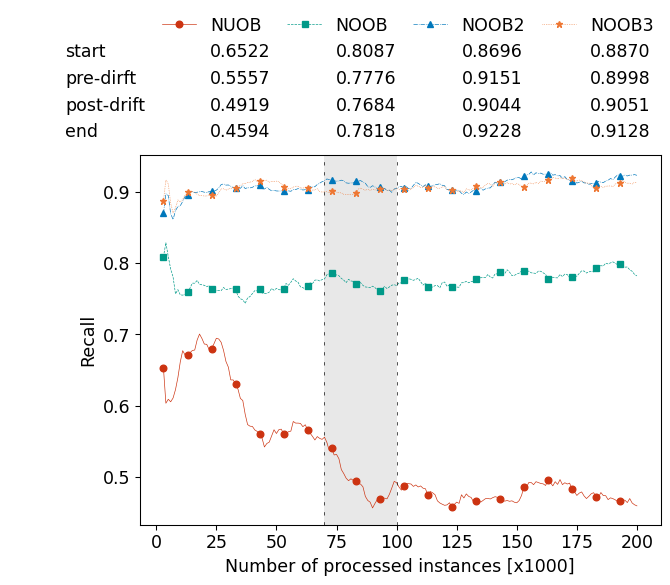 NUOB NOOB NOOB2 NOOB3
start 0.6522 0.8087 0.8696 0.8870
pre-dirft 0.5557 0.7776 0.9151 0.8998
post-drift 0.4919 0.7684 0.9044 0.9051
end 0.4594 0.7818 0.9228 0.9128
0.9
0.8
0.7
0.6
0.5
Recall
0 25 50 75 100 125 150 175 200
Number of processed instances [x1000]